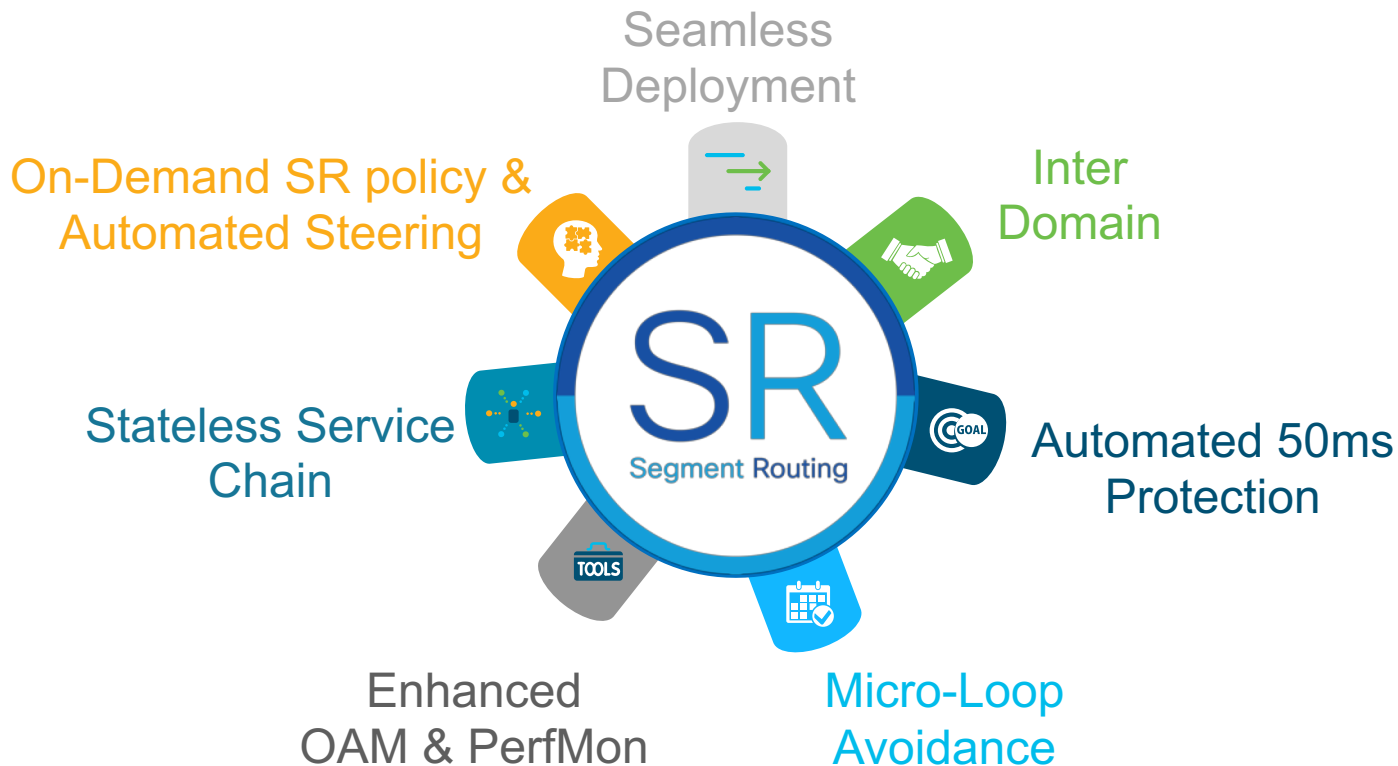 Seamless
Deployment
On-Demand SR policy &
Automated Steering
Inter
Domain
SR
Segment Routing
Stateless Service
Chain
GOAL
Automated 50ms
Protection
TOOLS
Enhanced
OAM & PerfMon
Micro-Loop
Avoidance